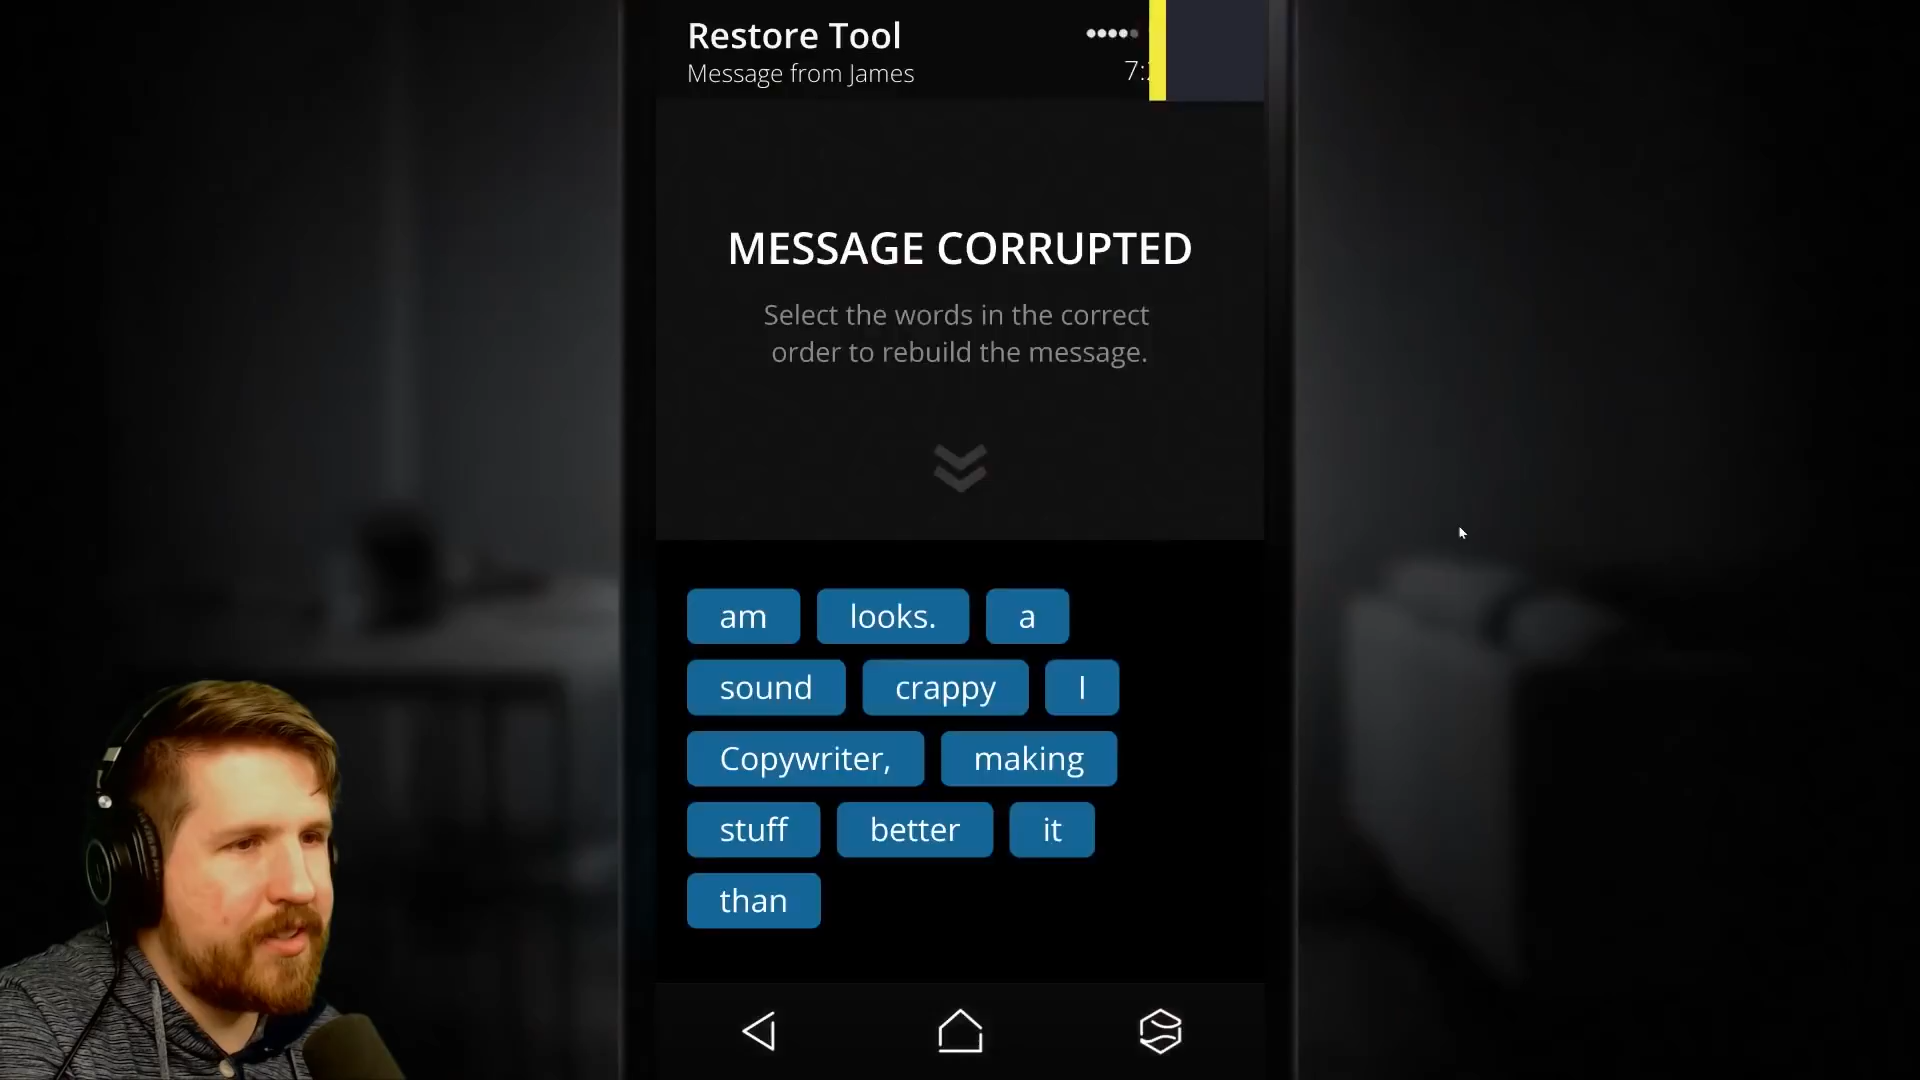 Restore Tool
Message from James
7:
MESSAGE CORRUPTED
Select the words in the correct
order to rebuild the message.
am looks. a
sound crappy I
Copywriter, making
stuff better it
than